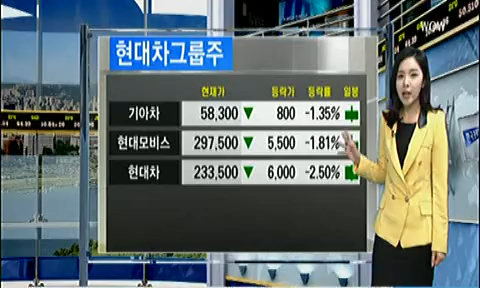 WOW
현대차그룹주
현재가 등락가 등락률 일봉
기아차 58,300 ▼ 800 -1.35%
현대모비스 297,500 ▼ 5,500 -1.81%
현대차 233,500 ▼ 6,000 -2.50%